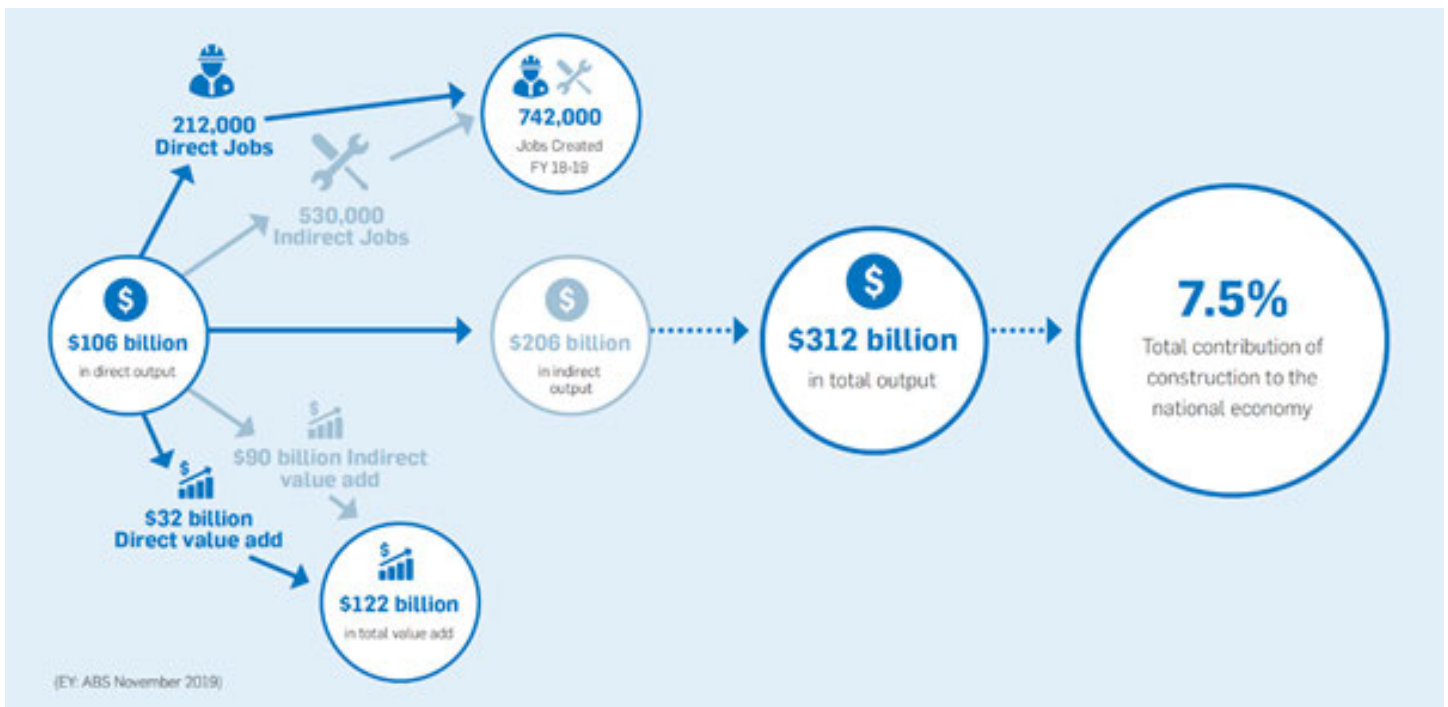 212,000
Direct Jobs
530,000
Indirect Jobs
742,000
Jobs Created
FY 18-19
$
$106 billion
in direct output
$
$206 billion
in indirect
output
$
$312 billion
in total output
7.5%
Total contribution of
construction to the
national economy
$
$90 billion Indirect
value add
$
$32 billion
Direct value add
$
$122 billion
in total value add
(EY: ABS November 2019)